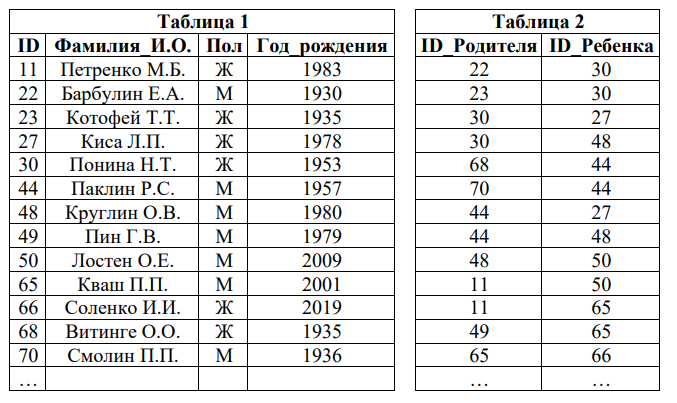 Таблица 1
ID Фамилия_И.О. Пол Год_рождения
11 Петренко М.Б. Ж 1983
22 Барбулин Е.А. М 1930
23 Котофей Т.Т. Ж 1935
27 Киса Л.П. Ж 1978
30 Понина Н.Т. Ж 1953
44 Паклин Р.С. М 1957
48 Круглин О.В. М 1980
49 Пин Г.В. М 1979
50 Лостен О.Е. М 2009
65 Кваш П.П. М 2001
66 Соленко И.И. Ж 2019
68 Витинге О.О. Ж 1935
70 Смолин П.П. М 1936
…
Таблица 2
ID_Родителя ID_Ребенка
22 30
23 30
30 27
30 48
68 44
70 44
44 27
44 48
48 50
11 50
11 65
49 65
65 66
… …